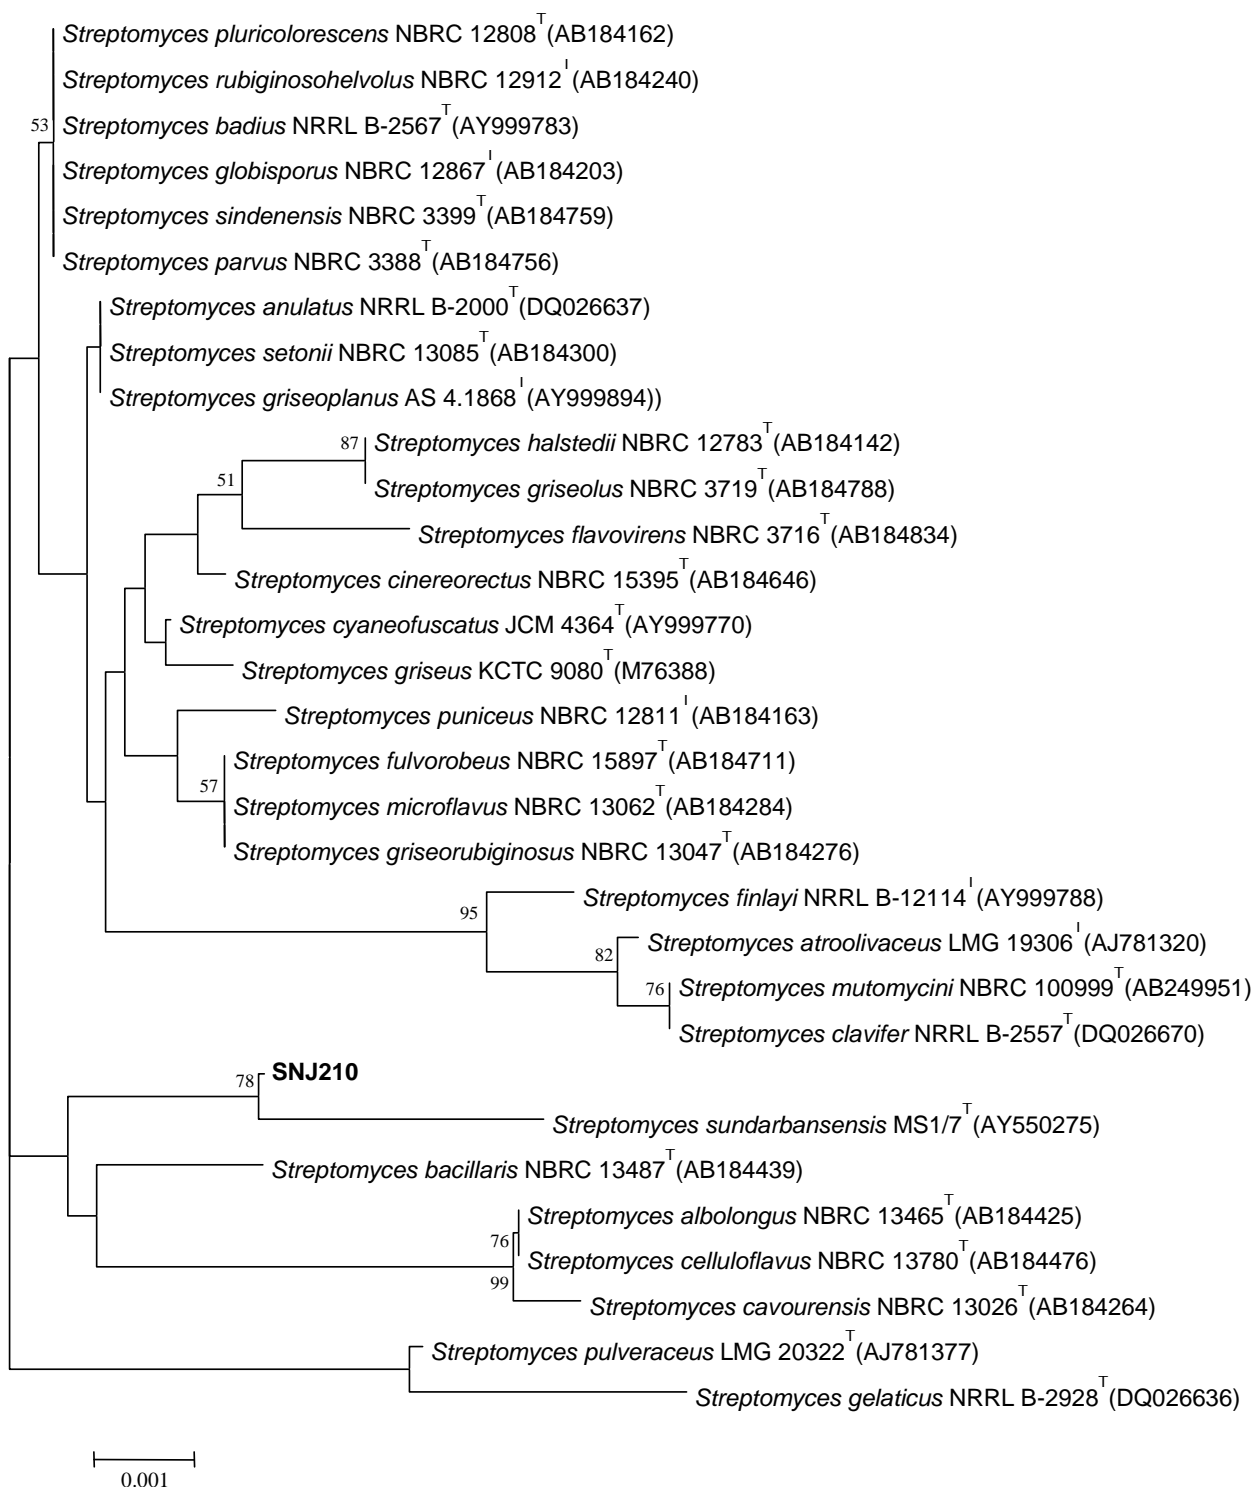 Streptomyces pluricolorescens NBRC 12808T(AB184162)
Streptomyces rubiginosohelvolus NBRC 12912T(AB184240)
53
Streptomyces badius NRRL B-2567T(AY999783)
Streptomyces globisporus NBRC 12867T(AB184203)
Streptomyces sindenensis NBRC 3399T(AB184759)
Streptomyces parvus NBRC 3388T(AB184756)
Streptomyces anulatus NRRL B-2000T(DQ026637)
Streptomyces setonii NBRC 13085T(AB184300)
Streptomyces griseoplanus AS 4.1868T(AY999894))
87
Streptomyces halstedii NBRC 12783T(AB184142)
51
Streptomyces griseolus NBRC 3719T(AB184788)
Streptomyces flavovirens NBRC 3716T(AB184834)
Streptomyces cinereorectus NBRC 15395T(AB184646)
Streptomyces cyaneofuscatus JCM 4364T(AY999770)
Streptomyces griseus KCTC 9080T(M76388)
Streptomyces puniceus NBRC 12811T(AB184163)
Streptomyces fulvorobeus NBRC 15897T(AB184711)
57
Streptomyces microflavus NBRC 13062T(AB184284)
Streptomyces griseorubiginosus NBRC 13047T(AB184276)
Streptomyces finlayi NRRL B-12114T(AY999788)
95
Streptomyces atroolivaceus LMG 19306T(AJ781320)
82
76
Streptomyces mutomycini NBRC 100999T(AB249951)
Streptomyces clavifer NRRL B-2557T(DQ026670)
78
SNJ210
Streptomyces sundarbansensis MS1/7T(AY550275)
Streptomyces bacillaris NBRC 13487T(AB184439)
Streptomyces albolongus NBRC 13465T(AB184425)
76
Streptomyces celluloflavus NBRC 13780T(AB184476)
99
Streptomyces cavourensis NBRC 13026T(AB184264)
Streptomyces pulveraceus LMG 20322T(AJ781377)
Streptomyces gelaticus NRRL B-2928T(DQ026636)
0.001